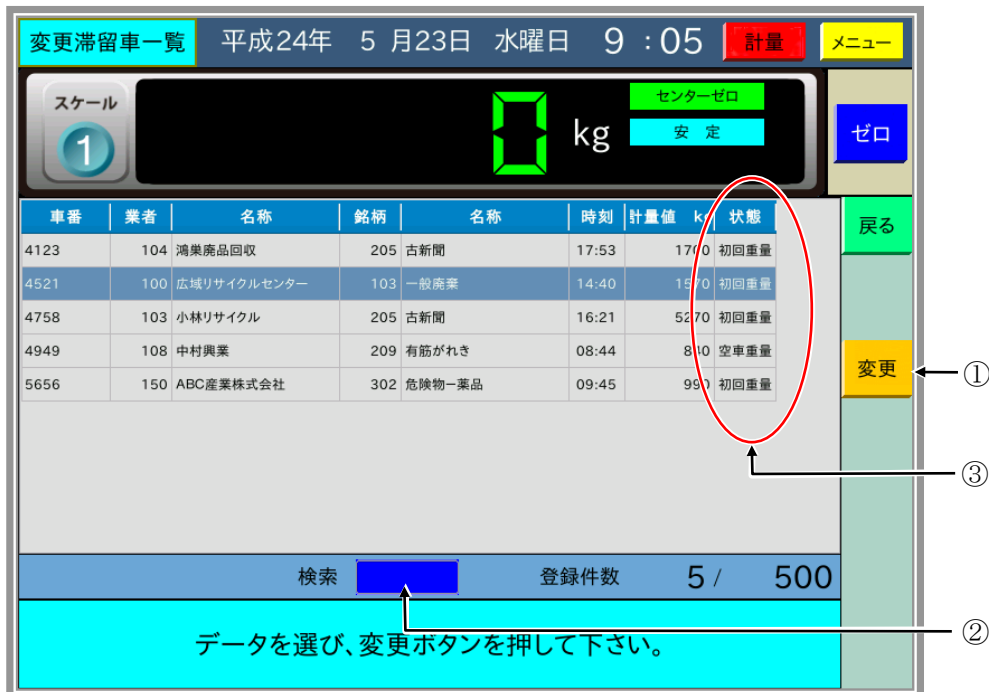 変更滞留車一覧 平成24年 5 月23日 水曜日 9 : 05 計量 メニュー
スケール
1
0 kg
センターゼロ
安 定
ゼロ
車番 業者 名称 銘柄 名称 時刻 計量値 kg 状態
戻る
4123 104 鴻巣廃品回収 205 古新聞 17:53 1700 初回重量
4521 100 広域リサイクルセンター 103 一般廃棄 14:40 1570 初回重量
4758 103 小林リサイクル 205 古新聞 16:21 5270 初回重量
4949 108 中村興業 209 有筋がれき 08:44 840 空車重量
変更 ①
5656 150 ABC産業株式会社 302 危険物ー薬品 09:45 990 初回重量
③
検索 登録件数 5 / 500
データを選び、変更ボタンを押して下さい。
②